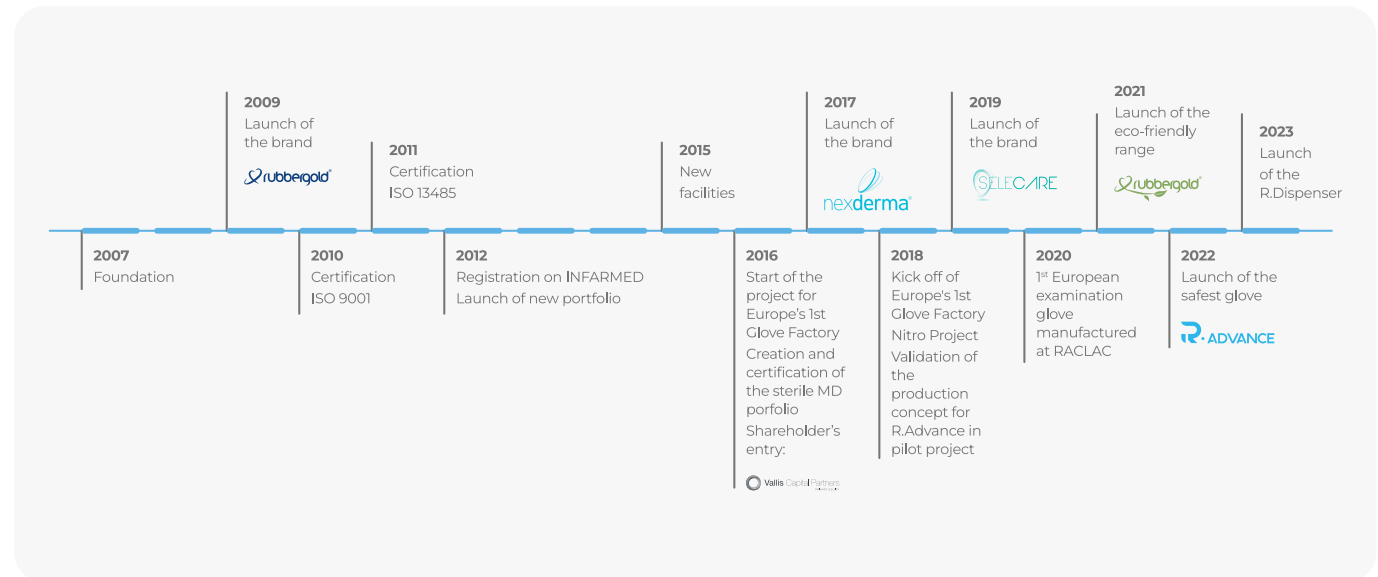 2007
Foundation
2009
Launch of
the brand
rubbergold®
2010
Certification
ISO 9001
2011
Certification
ISO 13485
2012
Registration on INFARMED
Launch of new portfolio
2015
New
facilities
2016
Start of the
project for
Europe’s 1st
Glove Factory
Creation and
certification of
the sterile MD
porfolio
Shareholder’s
entry:
Vallis Capital Partners
2017
Launch of
the brand
nexderma®
2018
Kick off of
Europe's 1st
Glove Factory
Nitro Project
Validation of
the
production
concept for
R.Advance in
pilot project
2019
Launch of
the brand
SELECARE
2020
1st European
examination
glove
manufactured
at RACLAC
2021
Launch of the
eco-friendly
range
rubbergold®
2022
Launch of the
safest glove
R. ADVANCE
2023
Launch
of the
R.Dispenser